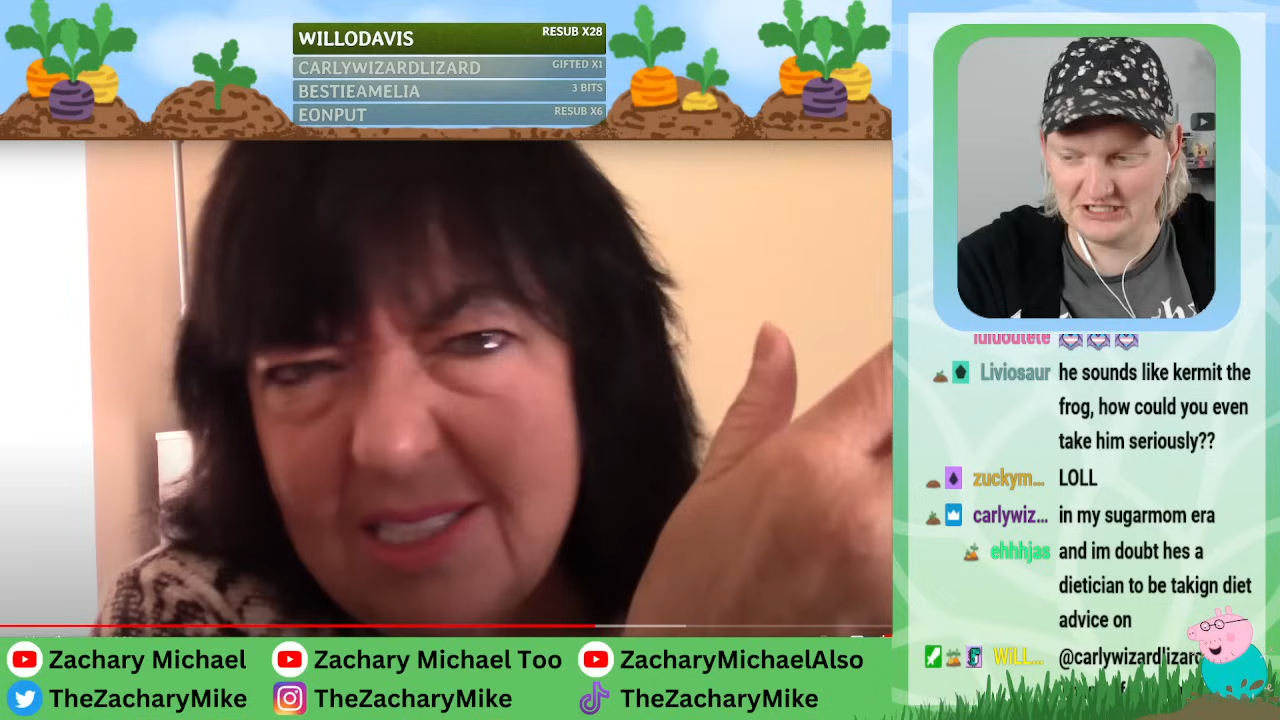 WILLODAVIS RESUB X28
CARLYWIZARDLIZARD GIFTED X1
BESTIEAMELIA 3 BITS
EONPUT RESUB X6
Liviosaur he sounds like kermit the
frog, how could you even
take him seriously??
zuckym... LOLL
carlywiz... in my sugarmom era
ehhhjas and im doubt hes a
dietician to be takign diet
advice on
WILL... @carlywizardlizard
Zachary Michael
Zachary Michael Too
ZacharyMichaelAlso
TheZacharyMike
TheZacharyMike
TheZacharyMike